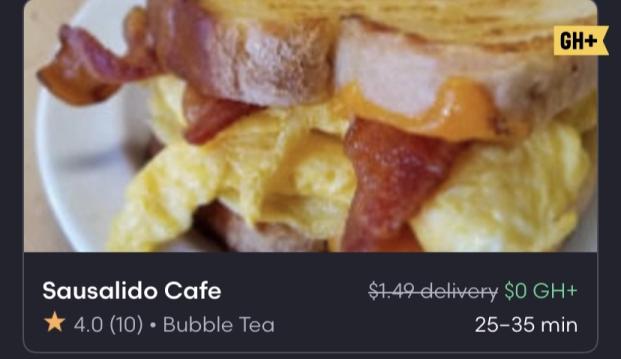 GH+
Sausalido Cafe
$1.49 delivery $0 GH+
4.0 (10) • Bubble Tea
25–35 min